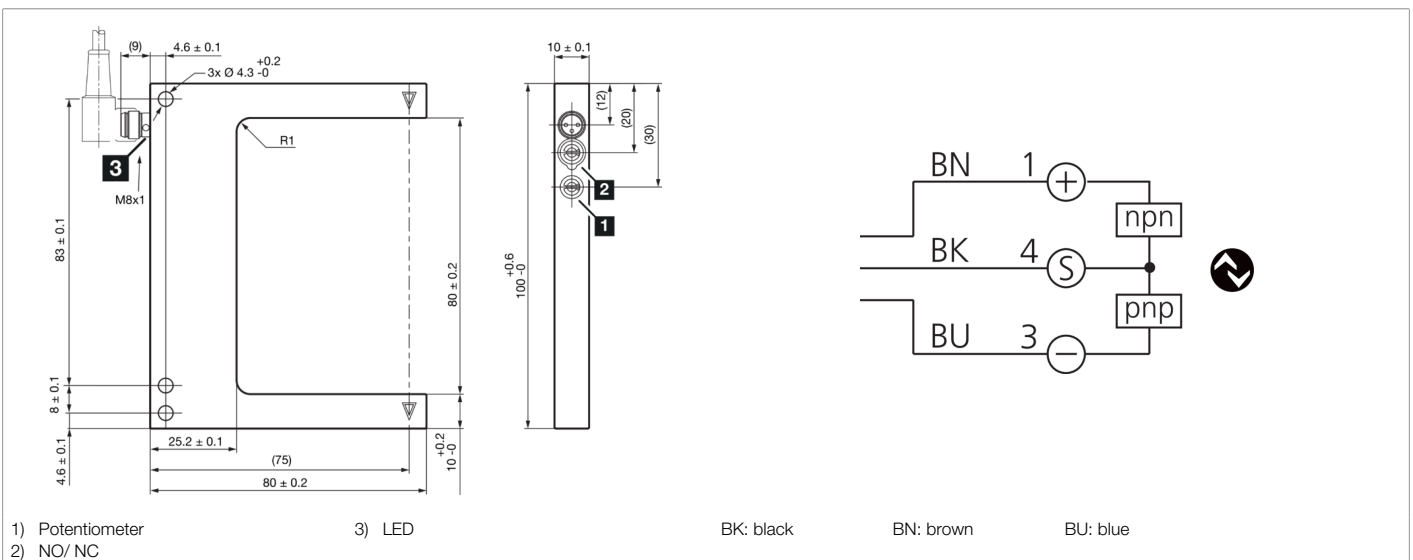 (9)
4.6 ± 0.1
3x Ø 4.3 +0.2 -0
R1
3
M8x1
83 ± 0.1
80 ± 0.2
8 ± 0.1
4.6 ± 0.1
25.2 ± 0.1
(75)
80 ± 0.2
10 +0.2 -0
10 ± 0.1
(12)
(20)
(30)
2
1
100 +0.6 -0
BN 1 +
npn
BK 4 S
pnp
BU 3 −
1) Potentiometer 3) LED BK: black BN: brown BU: blue
2) NO/ NC